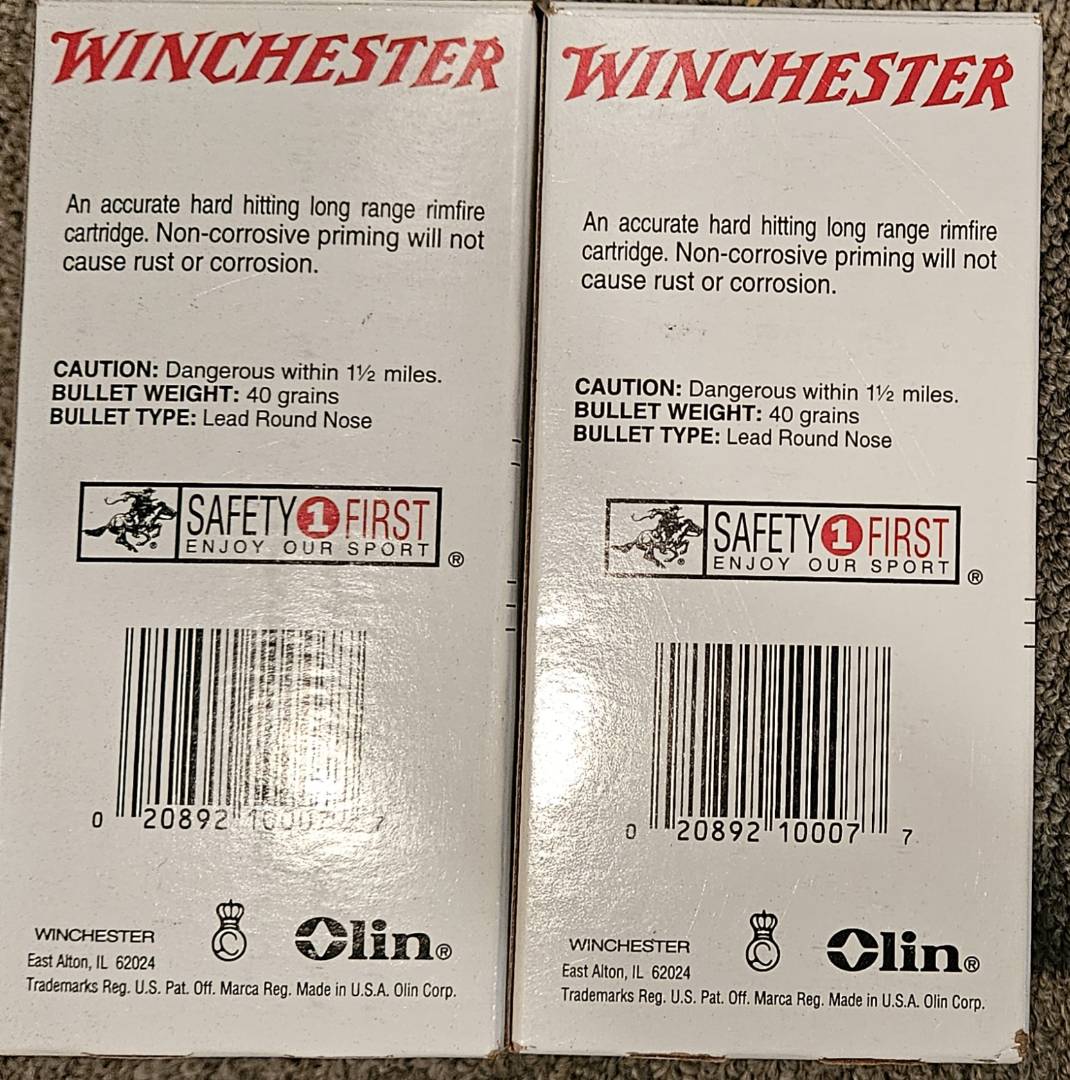 WINCHESTER
An accurate hard hitting long range rimfire
cartridge. Non-corrosive priming will not
cause rust or corrosion.
CAUTION: Dangerous within 1½ miles.
BULLET WEIGHT: 40 grains
BULLET TYPE: Lead Round Nose
SAFETY 1 FIRST
ENJOY OUR SPORT
®
0 20892 10007 7
WINCHESTER
East Alton, IL 62024
Olin®
Trademarks Reg. U.S. Pat. Off. Marca Reg. Made in U.S.A. Olin Corp.
WINCHESTER
An accurate hard hitting long range rimfire
cartridge. Non-corrosive priming will not
cause rust or corrosion.
CAUTION: Dangerous within 1½ miles.
BULLET WEIGHT: 40 grains
BULLET TYPE: Lead Round Nose
SAFETY 1 FIRST
ENJOY OUR SPORT
®
0 20892 10007 7
WINCHESTER
East Alton, IL 62024
Olin®
Trademarks Reg. U.S. Pat. Off. Marca Reg. Made in U.S.A. Olin Corp.